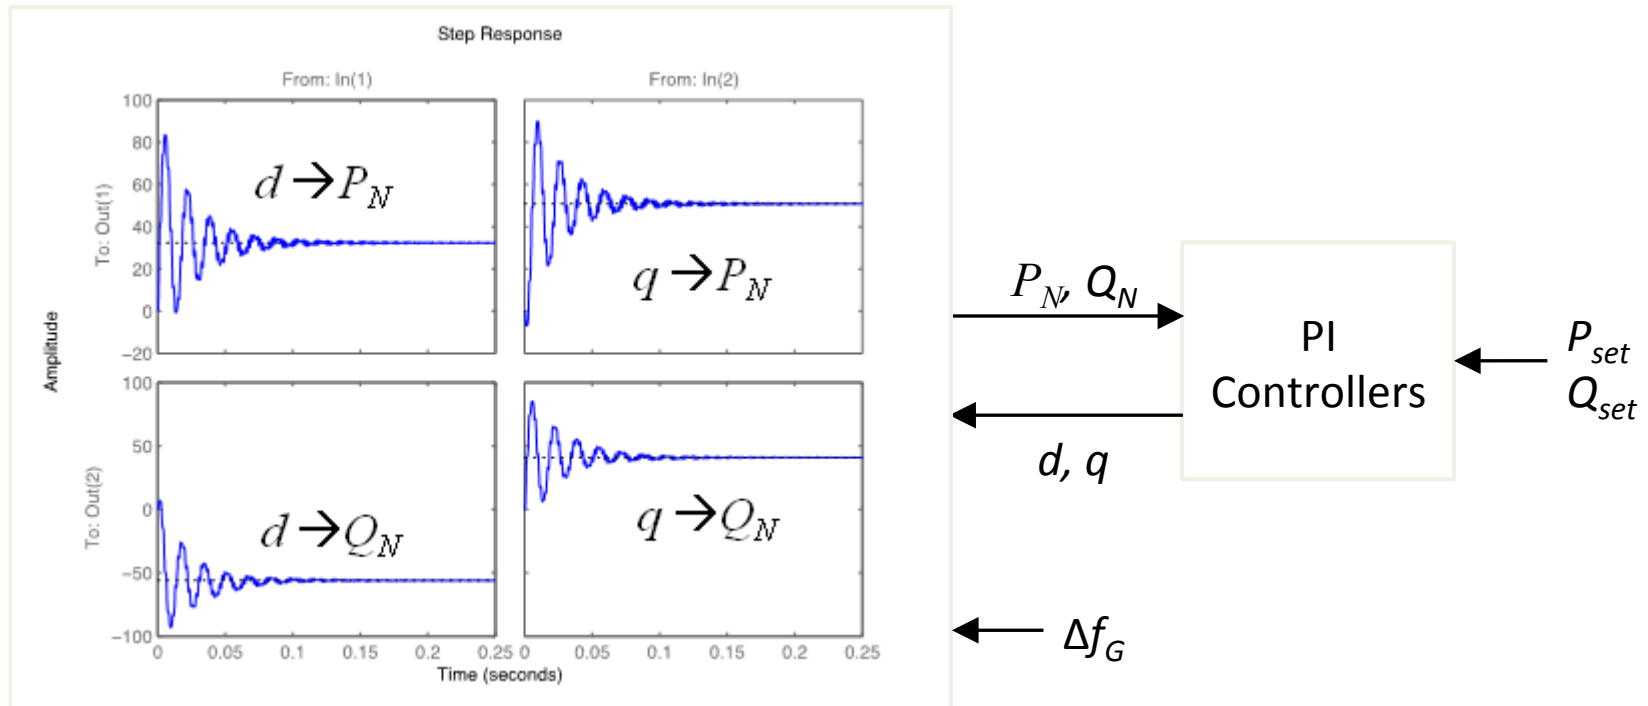 Step Response
From: In(1)
From: In(2)
To: Out(1)
100
80
60
40
20
0
−20
d → P_N
q → P_N
Amplitude
To: Out(2)
100
50
0
−50
−100
d → Q_N
q → Q_N
0 0.05 0.1 0.15 0.2 0.25
0 0.05 0.1 0.15 0.2 0.25
Time (seconds)
P_N, Q_N
d, q
Δf_G
PI
Controllers
P_set
Q_set